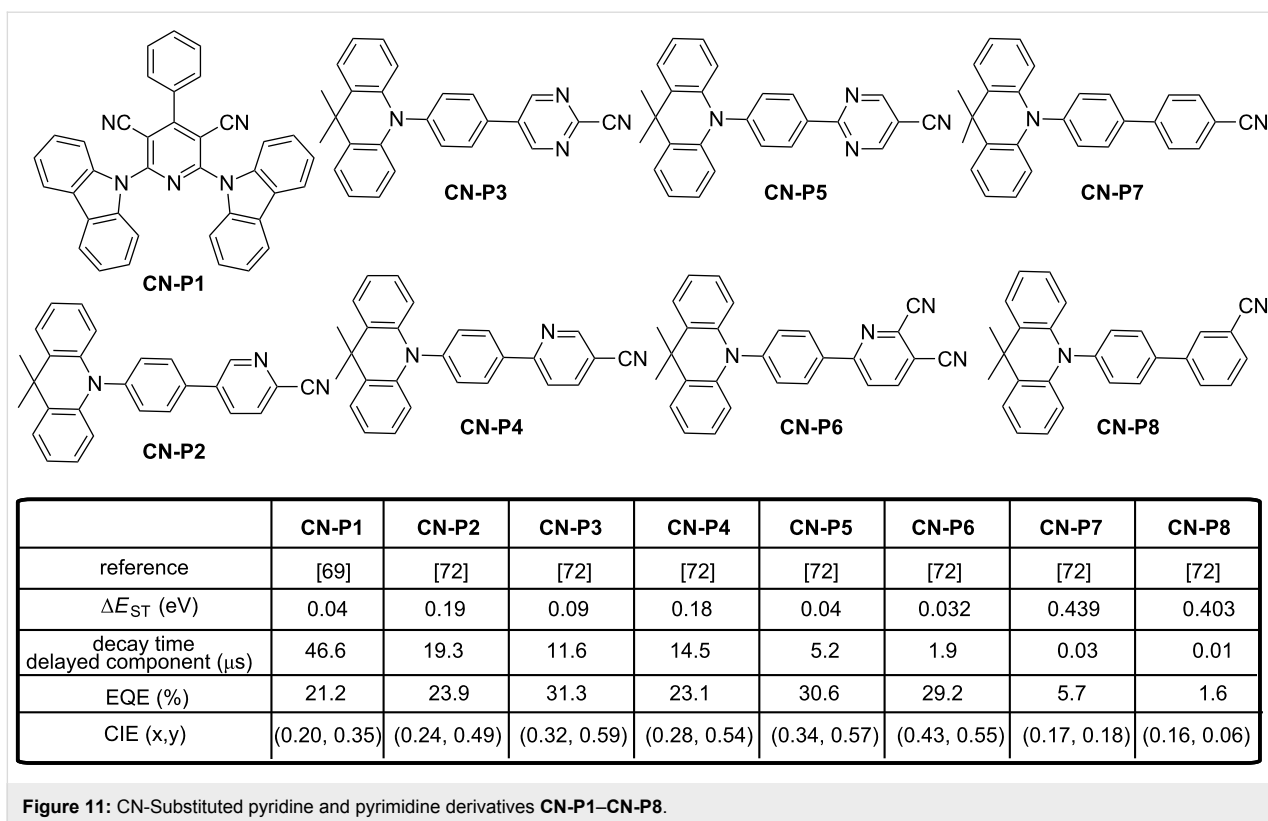 NC CN
N N N
CN-P1
N N N CN
CN-P3
N N N CN
CN-P5
N CN
CN-P7
N N CN
CN-P2
N N CN
CN-P4
N N CN CN
CN-P6
N CN
CN-P8
CN-P1 CN-P2 CN-P3 CN-P4 CN-P5 CN-P6 CN-P7 CN-P8
reference [69] [72] [72] [72] [72] [72] [72] [72]
ΔE_ST (eV) 0.04 0.19 0.09 0.18 0.04 0.032 0.439 0.403
decay time
delayed component (μs) 46.6 19.3 11.6 14.5 5.2 1.9 0.03 0.01
EQE (%) 21.2 23.9 31.3 23.1 30.6 29.2 5.7 1.6
CIE (x,y) (0.20, 0.35) (0.24, 0.49) (0.32, 0.59) (0.28, 0.54) (0.34, 0.57) (0.43, 0.55) (0.17, 0.18) (0.16, 0.06)
Figure 11: CN-Substituted pyridine and pyrimidine derivatives CN-P1–CN-P8.